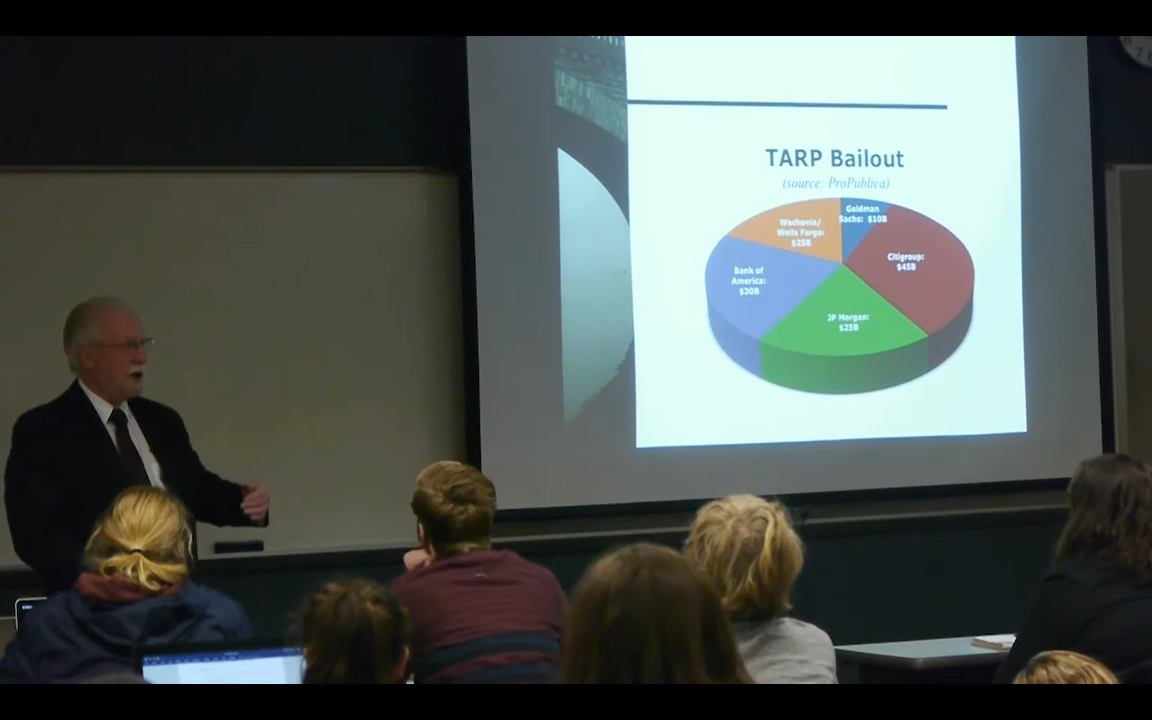 TARP Bailout
(source: ProPublica)
Goldman
Sachs: $10B
Wachovia/
Wells Fargo:
$25B
Citigroup:
$45B
Bank of
America:
$30B
JP Morgan:
$25B
7